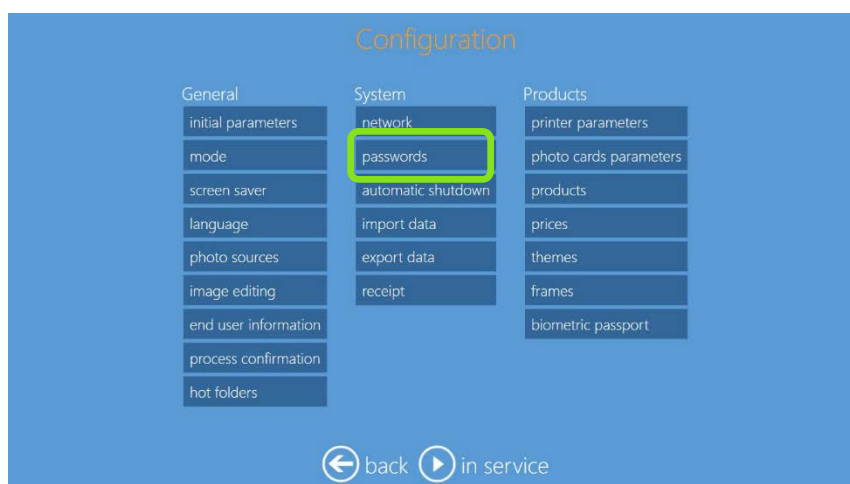 Configuration
General
initial parameters
mode
screen saver
language
photo sources
image editing
end user information
process confirmation
hot folders
System
network
passwords
automatic shutdown
import data
export data
receipt
Products
printer parameters
photo cards parameters
products
prices
themes
frames
biometric passport
back in service